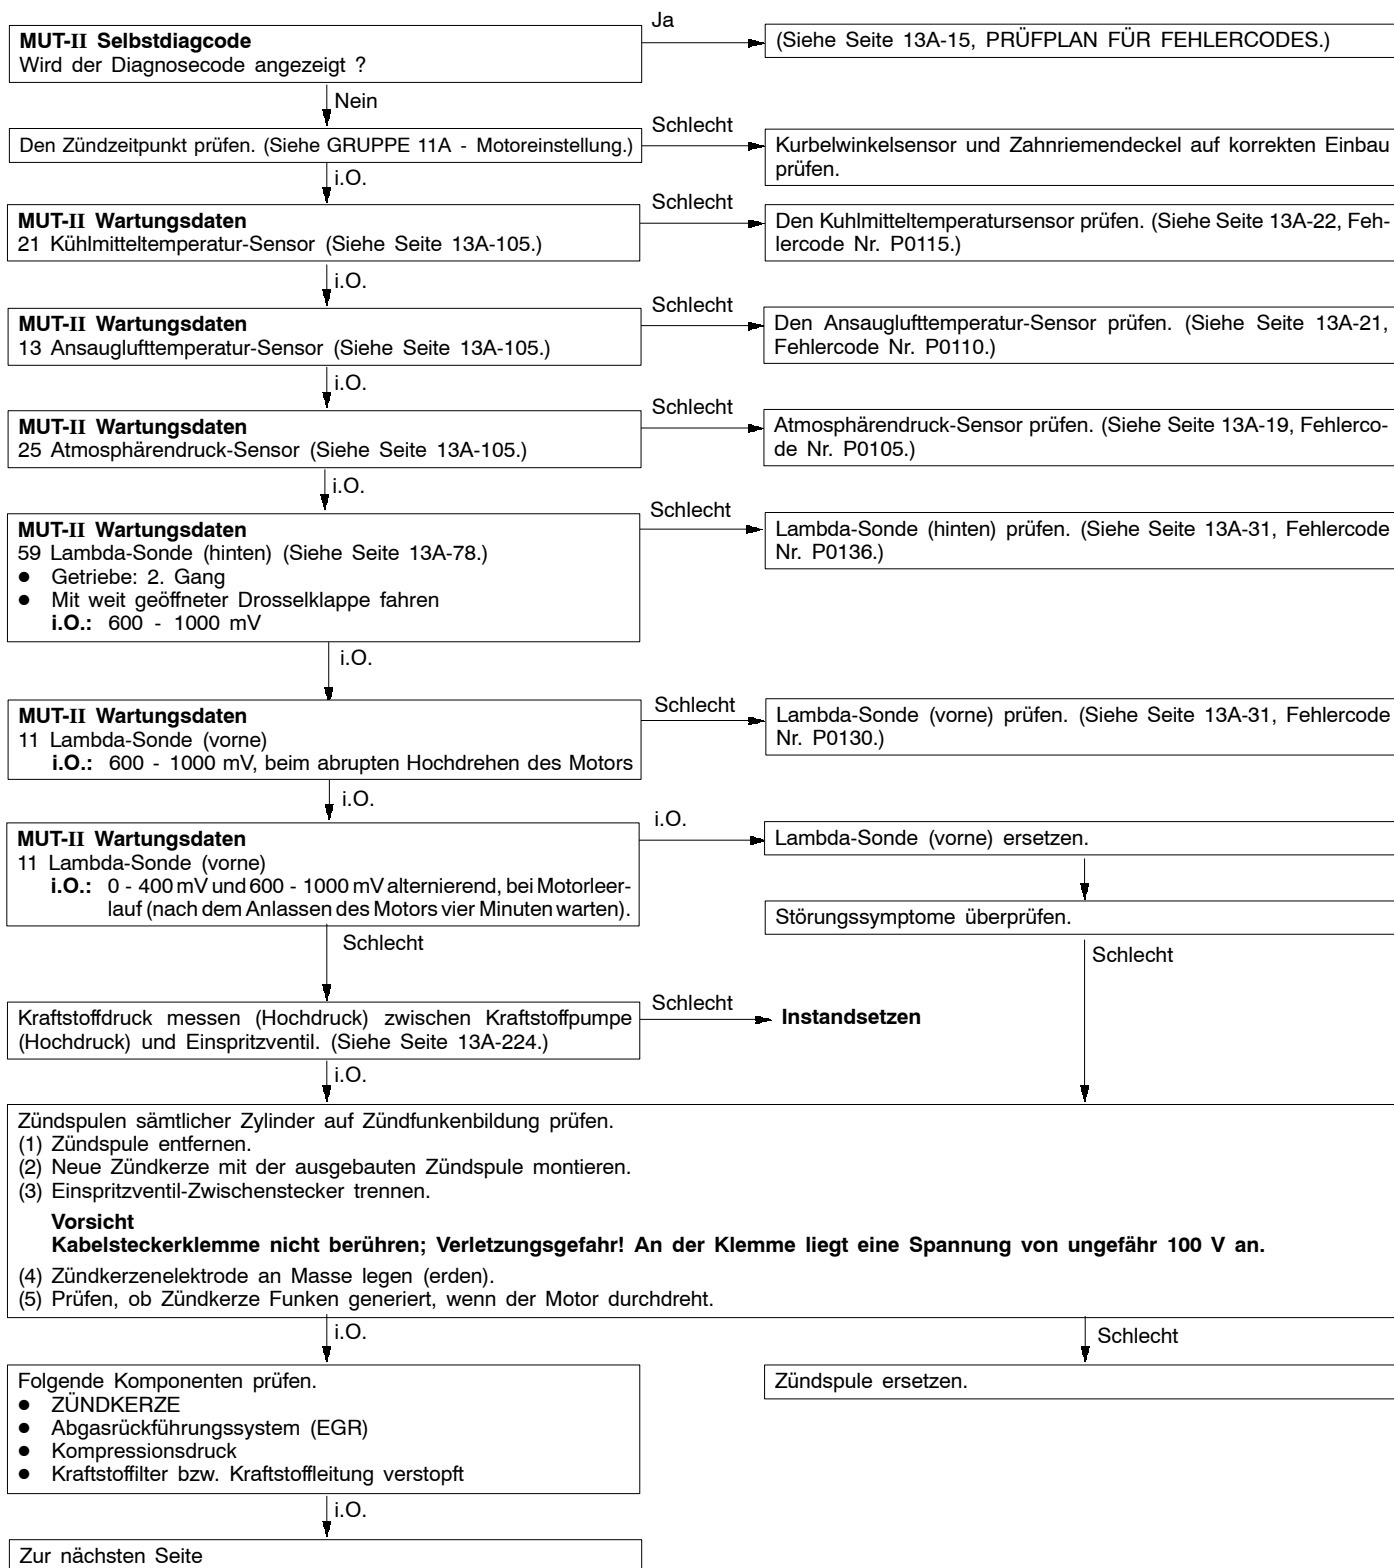 Ja
MUT-II Selbstdiagcode
Wird der Diagnosecode angezeigt ?
(Siehe Seite 13A-15, PRÜFPLAN FÜR FEHLERCODES.)
Nein
Den Zündzeitpunkt prüfen. (Siehe GRUPPE 11A - Motoreinstellung.)
Schlecht
Kurbelwinkelsensor und Zahnriemendeckel auf korrekten Einbau
prüfen.
i.O.
MUT-II Wartungsdaten
21 Kühlmitteltemperatur-Sensor (Siehe Seite 13A-105.)
Schlecht
Den Kuhlmitteltemperatursensor prüfen. (Siehe Seite 13A-22, Feh-
lercode Nr. P0115.)
i.O.
MUT-II Wartungsdaten
13 Ansauglufttemperatur-Sensor (Siehe Seite 13A-105.)
Schlecht
Den Ansauglufttemperatur-Sensor prüfen. (Siehe Seite 13A-21,
Fehlercode Nr. P0110.)
i.O.
MUT-II Wartungsdaten
25 Atmosphärendruck-Sensor (Siehe Seite 13A-105.)
Schlecht
Atmosphärendruck-Sensor prüfen. (Siehe Seite 13A-19, Fehlerco-
de Nr. P0105.)
i.O.
MUT-II Wartungsdaten
59 Lambda-Sonde (hinten) (Siehe Seite 13A-78.)
● Getriebe: 2. Gang
● Mit weit geöffneter Drosselklappe fahren
i.O.: 600 - 1000 mV
Schlecht
Lambda-Sonde (hinten) prüfen. (Siehe Seite 13A-31, Fehlercode
Nr. P0136.)
i.O.
MUT-II Wartungsdaten
11 Lambda-Sonde (vorne)
i.O.: 600 - 1000 mV, beim abrupten Hochdrehen des Motors
Schlecht
Lambda-Sonde (vorne) prüfen. (Siehe Seite 13A-31, Fehlercode
Nr. P0130.)
i.O.
MUT-II Wartungsdaten
11 Lambda-Sonde (vorne)
i.O.: 0 - 400 mV und 600 - 1000 mV alternierend, bei Motorleer-
lauf (nach dem Anlassen des Motors vier Minuten warten).
i.O.
Lambda-Sonde (vorne) ersetzen.
Störungssymptome überprüfen.
Schlecht
Schlecht
Kraftstoffdruck messen (Hochdruck) zwischen Kraftstoffpumpe
(Hochdruck) und Einspritzventil. (Siehe Seite 13A-224.)
Schlecht
Instandsetzen
i.O.
Zündspulen sämtlicher Zylinder auf Zündfunkenbildung prüfen.
(1) Zündspule entfernen.
(2) Neue Zündkerze mit der ausgebauten Zündspule montieren.
(3) Einspritzventil-Zwischenstecker trennen.
Vorsicht
Kabelsteckerklemme nicht berühren; Verletzungsgefahr! An der Klemme liegt eine Spannung von ungefähr 100 V an.
(4) Zündkerzenelektrode an Masse legen (erden).
(5) Prüfen, ob Zündkerze Funken generiert, wenn der Motor durchdreht.
i.O.
Schlecht
Folgende Komponenten prüfen.
● ZÜNDKERZE
● Abgasrückführungssystem (EGR)
● Kompressionsdruck
● Kraftstoffilter bzw. Kraftstoffleitung verstopft
Zündspule ersetzen.
i.O.
Zur nächsten Seite